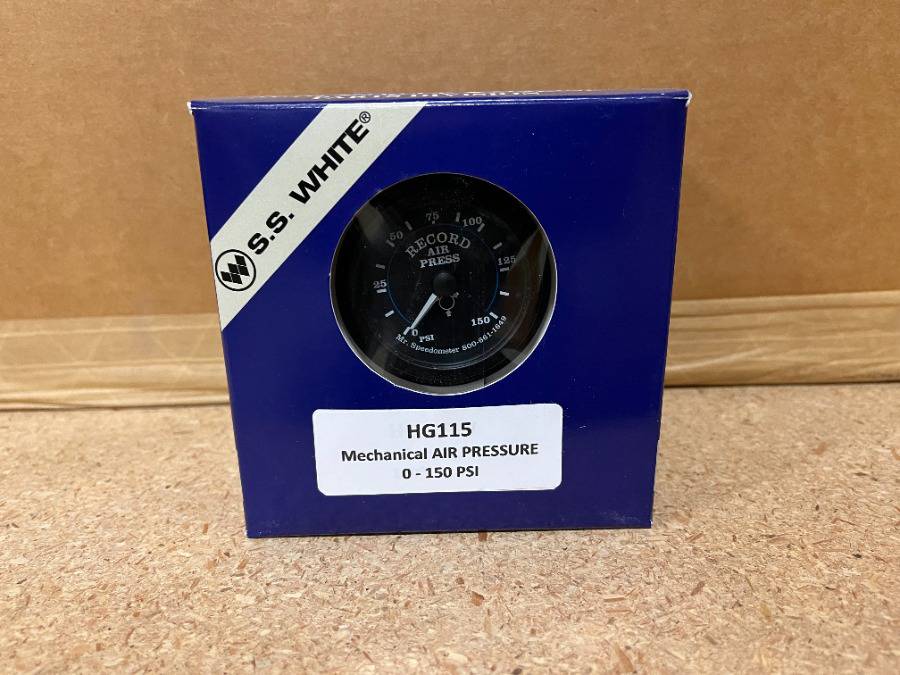 S.S. WHITE®
50 75 100
RECORD
AIR
PRESS
25 125
0 PSI 150
Mr. Speedometer 800-661-1649
HG115
Mechanical AIR PRESSURE
0 - 150 PSI